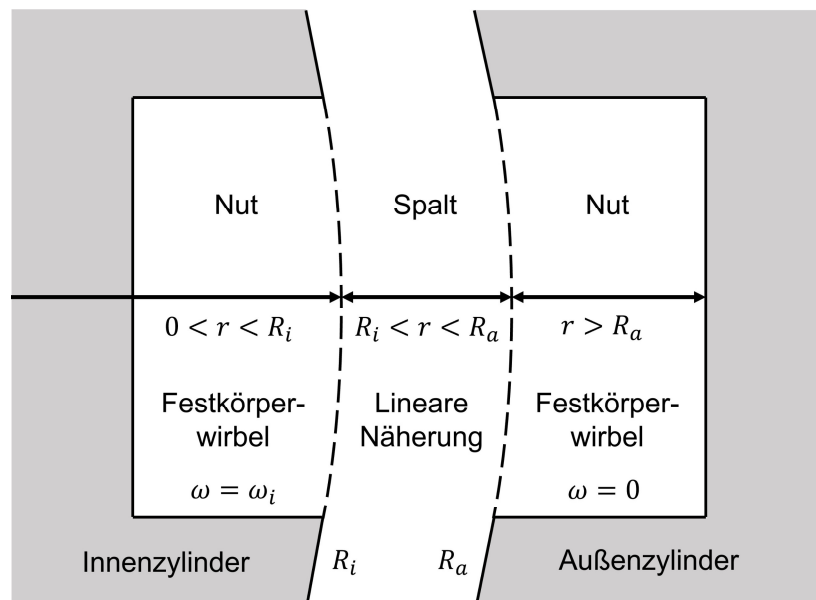 Nut Spalt Nut
0 < r < R_i R_i < r < R_a r > R_a
Festkörper- Lineare Festkörper-
wirbel Näherung wirbel
ω = ω_i ω = 0
Innenzylinder R_i R_a Außenzylinder